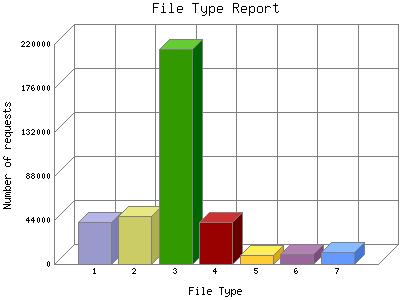 File Type Report
Number of requests
220000
176000
132000
88000
44000
0
1 2 3 4 5 6 7
File Type